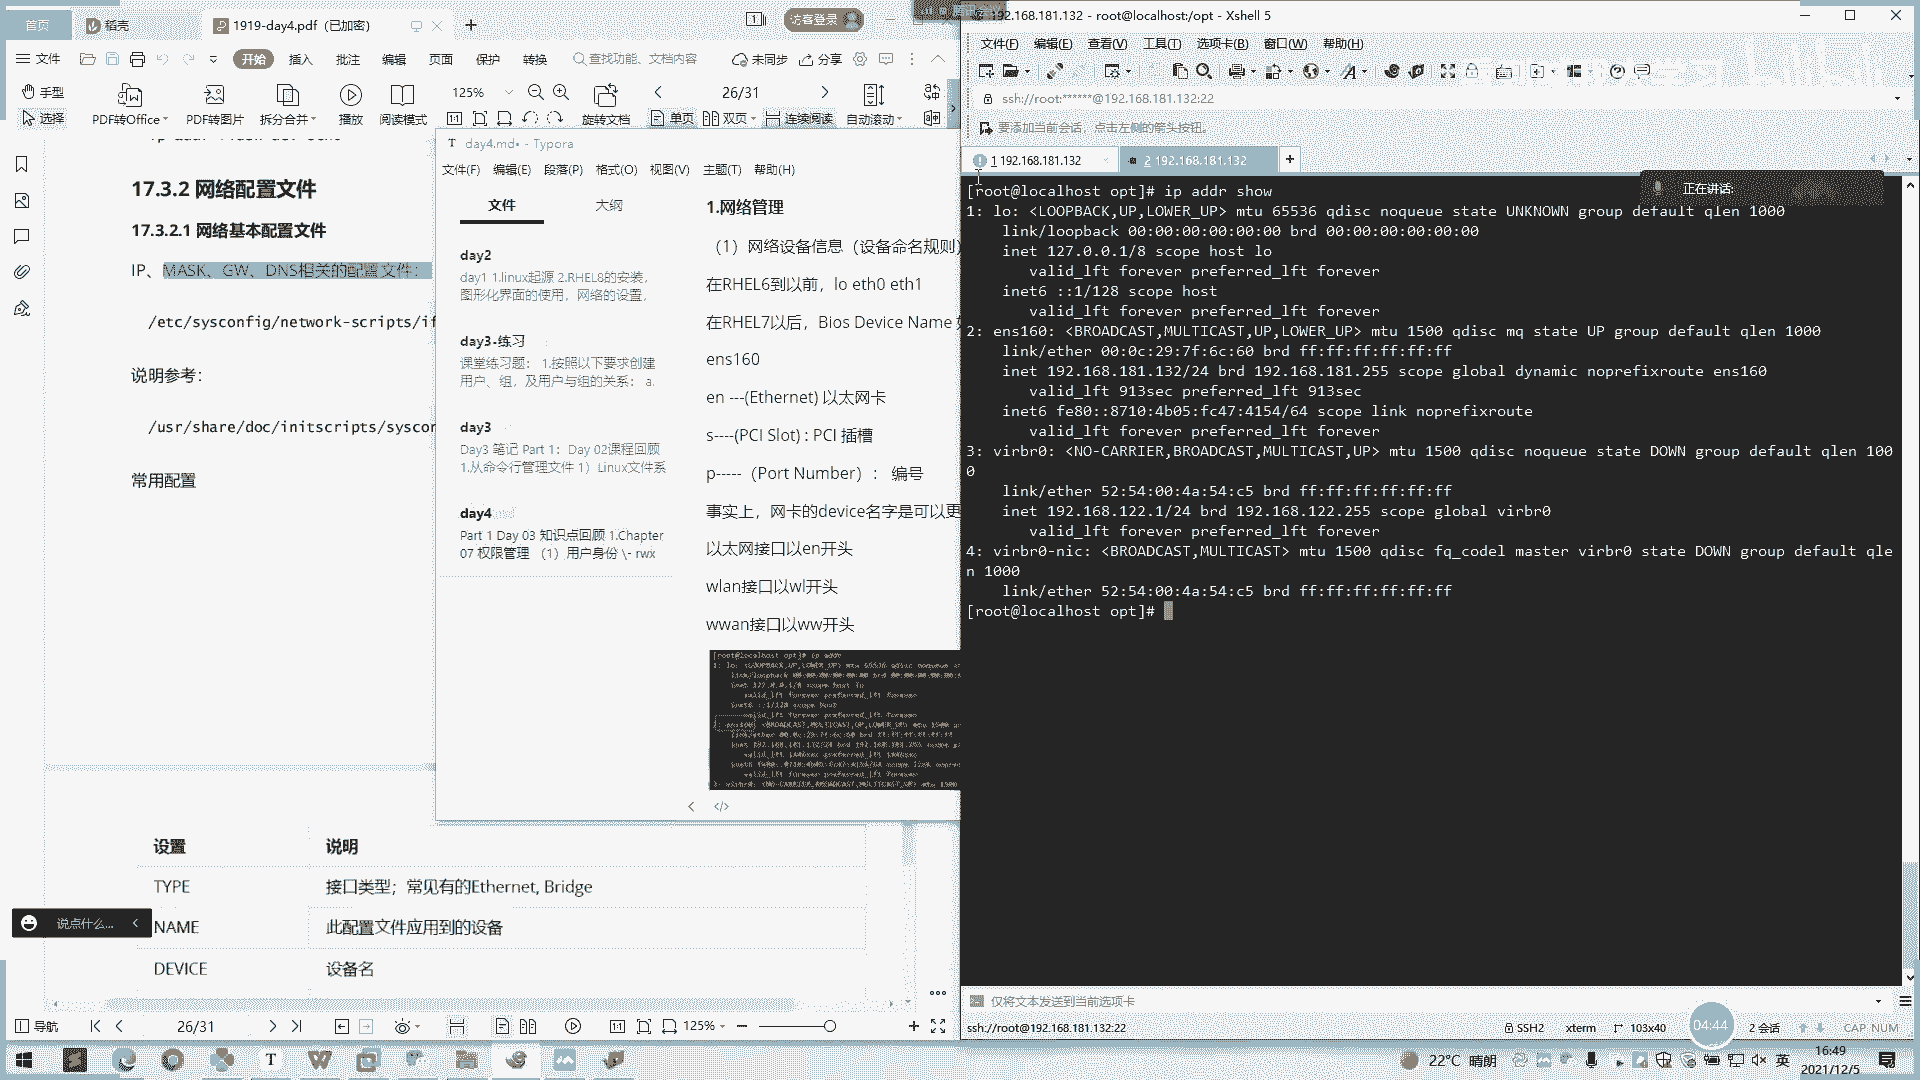 首页
稻壳
1919-day4.pdf (已加密)
访客登录
文件
开始
插入
批注
编辑
页面
保护
转换
查找功能、文档内容
未同步
分享
手型
选择
PDF转Office
PDF转图片
拆分合并
播放
阅读模式
125%
26/31
旋转文档
单页
双页
连续阅读
自动滚动
17.3.2 网络配置文件
17.3.2.1 网络基本配置文件
IP、MASK、GW、DNS相关的配置文件：
/etc/sysconfig/network-scripts/if
说明参考：
/usr/share/doc/initscripts/syscon
常用配置
设置 说明
TYPE 接口类型；常见有的Ethernet, Bridge
NAME 此配置文件应用到的设备
DEVICE 设备名
说点什么...
导航
26/31
125%
day4.md• - Typora
文件(F) 编辑(E) 段落(P) 格式(O) 视图(V) 主题(T) 帮助(H)
文件 大纲
day2
day1 1.linux起源 2.RHEL8的安装，
图形化界面的使用，网络的设置，
day3-练习
课堂练习题： 1.按照以下要求创建
用户、组，及用户与组的关系： a.
day3
Day3 笔记 Part 1：Day 02课程回顾
1.从命令行管理文件 1）Linux文件系
day4
Part 1 Day 03 知识点回顾 1.Chapter
07 权限管理 （1）用户身份 \- rwx
1.网络管理
（1）网络设备信息（设备命名规则）
在RHEL6到以前，lo eth0 eth1
在RHEL7以后，Bios Device Name
ens160
en ---(Ethernet) 以太网卡
s----(PCI Slot) : PCI 插槽
p-----（Port Number）： 编号
事实上，网卡的device名字是可以更
以太网接口以en开头
wlan接口以wl开头
wwan接口以ww开头
192.168.181.132 - root@localhost:/opt - Xshell 5
文件(F) 编辑(E) 查看(V) 工具(T) 选项卡(B) 窗口(W) 帮助(H)
ssh://root:******@192.168.181.132:22
要添加当前会话，点击左侧的箭头按钮。
1 192.168.181.132
2 192.168.181.132
正在讲话:
[root@localhost opt]# ip addr show
1: lo: <LOOPBACK,UP,LOWER_UP> mtu 65536 qdisc noqueue state UNKNOWN group default qlen 1000
link/loopback 00:00:00:00:00:00 brd 00:00:00:00:00:00
inet 127.0.0.1/8 scope host lo
valid_lft forever preferred_lft forever
inet6 ::1/128 scope host
valid_lft forever preferred_lft forever
2: ens160: <BROADCAST,MULTICAST,UP,LOWER_UP> mtu 1500 qdisc mq state UP group default qlen 1000
link/ether 00:0c:29:7f:6c:60 brd ff:ff:ff:ff:ff:ff
inet 192.168.181.132/24 brd 192.168.181.255 scope global dynamic noprefixroute ens160
valid_lft 913sec preferred_lft 913sec
inet6 fe80::8710:4b05:fc47:4154/64 scope link noprefixroute
valid_lft forever preferred_lft forever
3: virbr0: <NO-CARRIER,BROADCAST,MULTICAST,UP> mtu 1500 qdisc noqueue state DOWN group default qlen 100
0
link/ether 52:54:00:4a:54:c5 brd ff:ff:ff:ff:ff:ff
inet 192.168.122.1/24 brd 192.168.122.255 scope global virbr0
valid_lft forever preferred_lft forever
4: virbr0-nic: <BROADCAST,MULTICAST> mtu 1500 qdisc fq_codel master virbr0 state DOWN group default qle
n 1000
link/ether 52:54:00:4a:54:c5 brd ff:ff:ff:ff:ff:ff
[root@localhost opt]#
仅将文本发送到当前选项卡
ssh://root@192.168.181.132:22
SSH2
xterm
103x40
04:44
2 会话
CAP NUM
22°C 晴朗
英
16:49
2021/12/5